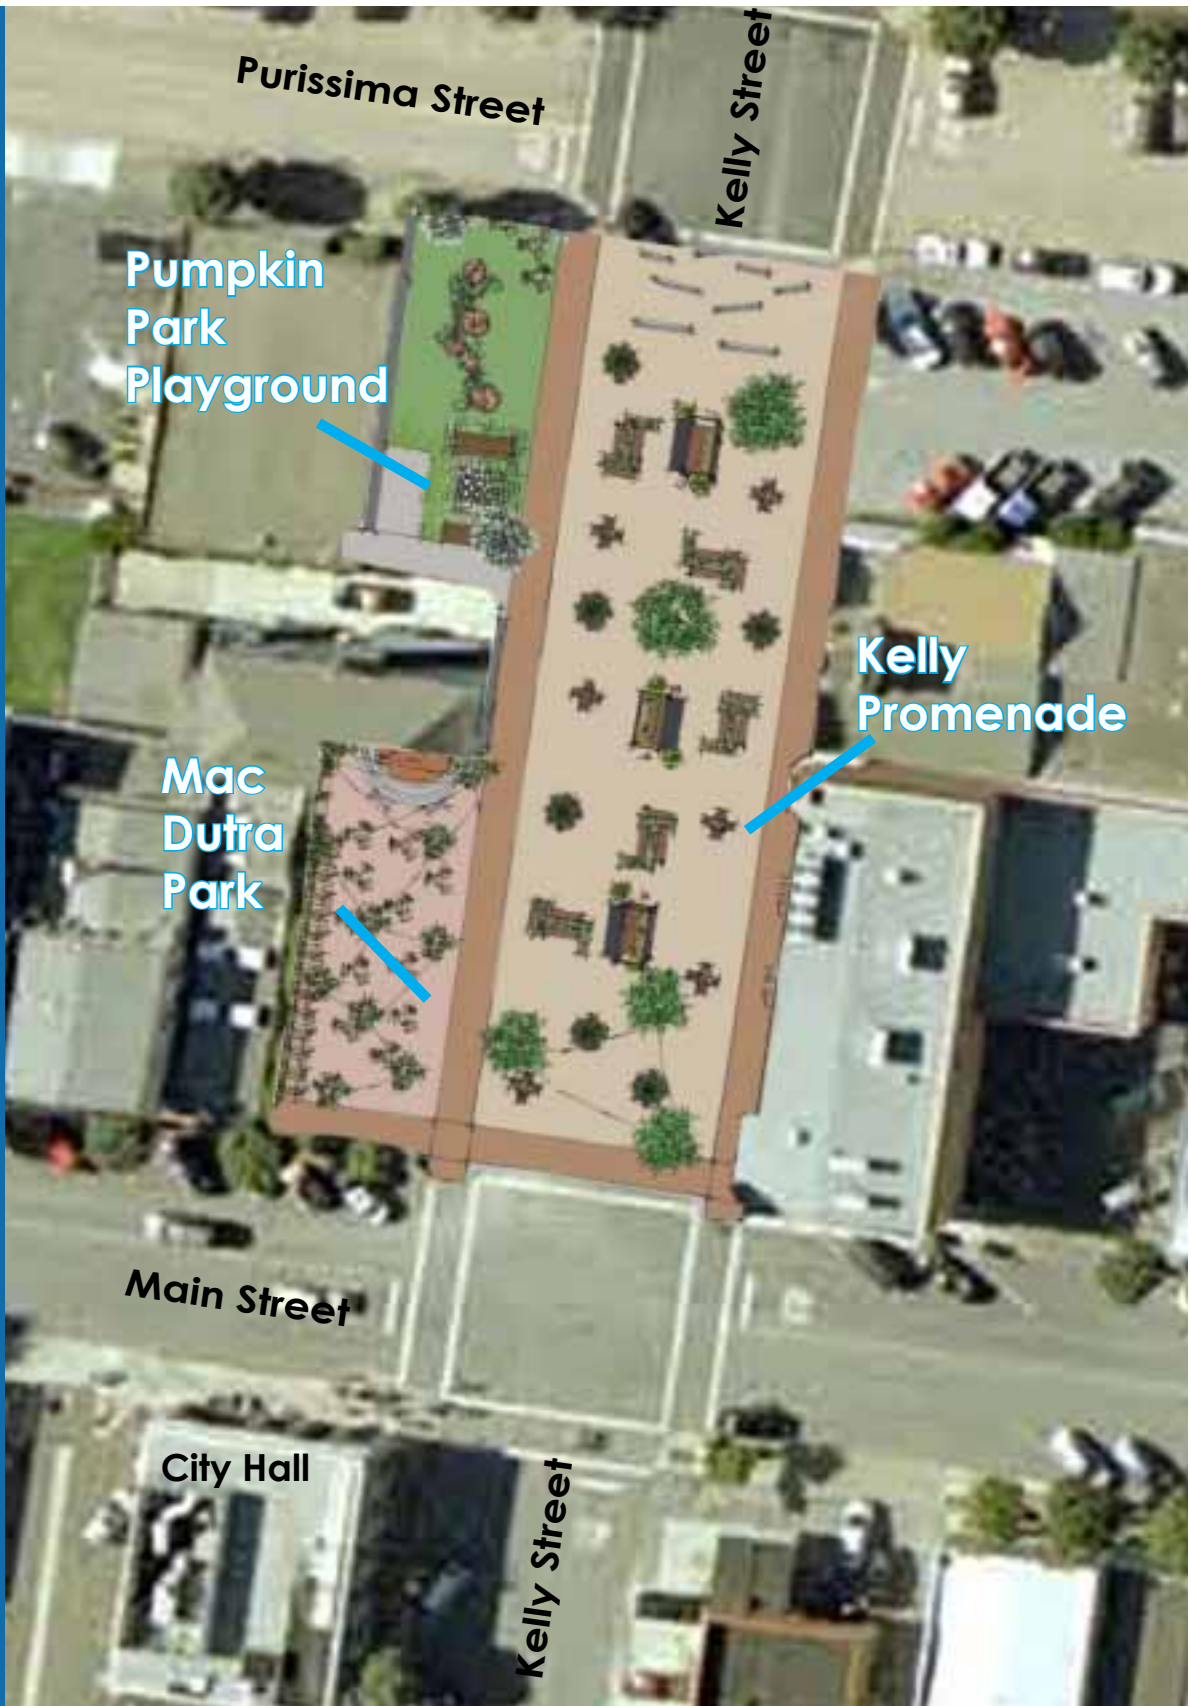 Purissima Street
Kelly Street
Pumpkin
Park
Playground
Kelly
Promenade
Mac
Dutra
Park
Main Street
City Hall
Kelly Street